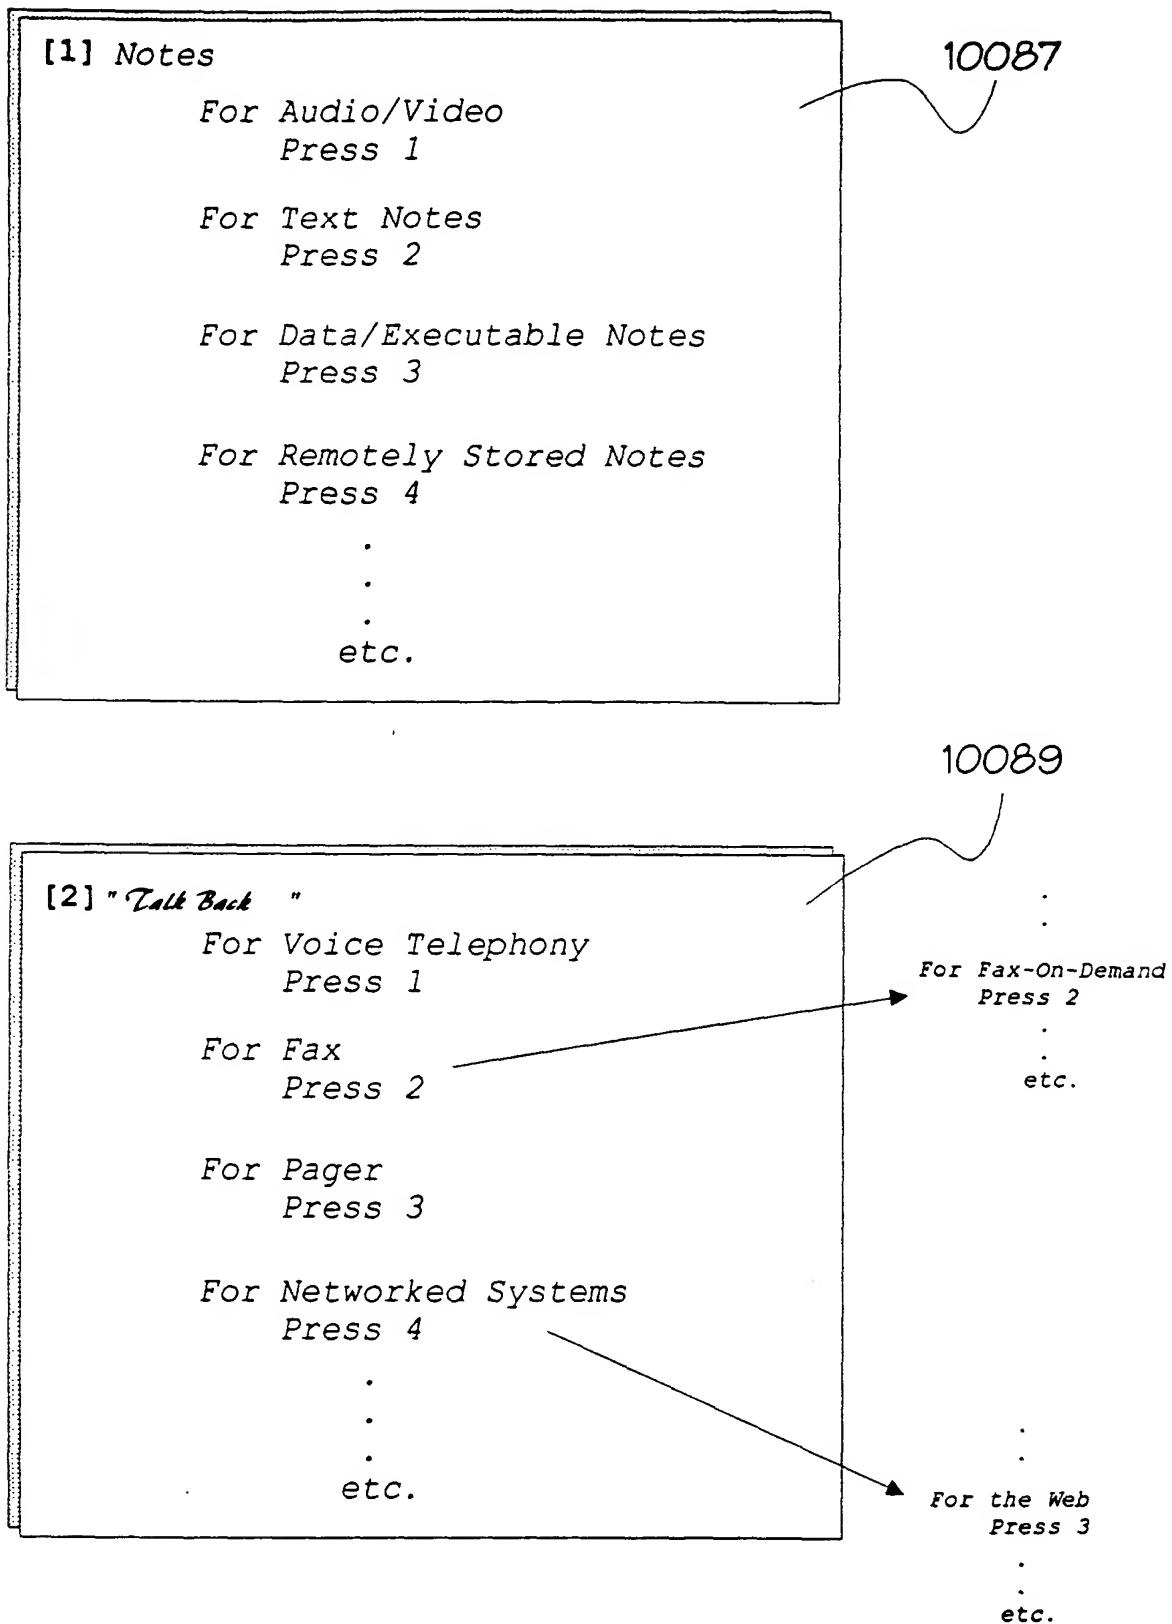 [1] Notes
10087
For Audio/Video
Press 1
For Text Notes
Press 2
For Data/Executable Notes
Press 3
For Remotely Stored Notes
Press 4
.
.
.
etc.
10089
[2] "Talk Back "
For Voice Telephony
Press 1
For Fax
Press 2
For Pager
Press 3
For Networked Systems
Press 4
.
.
.
etc.
.
.
For Fax-On-Demand
Press 2
.
.
etc.
.
.
For the Web
Press 3
.
.
etc.